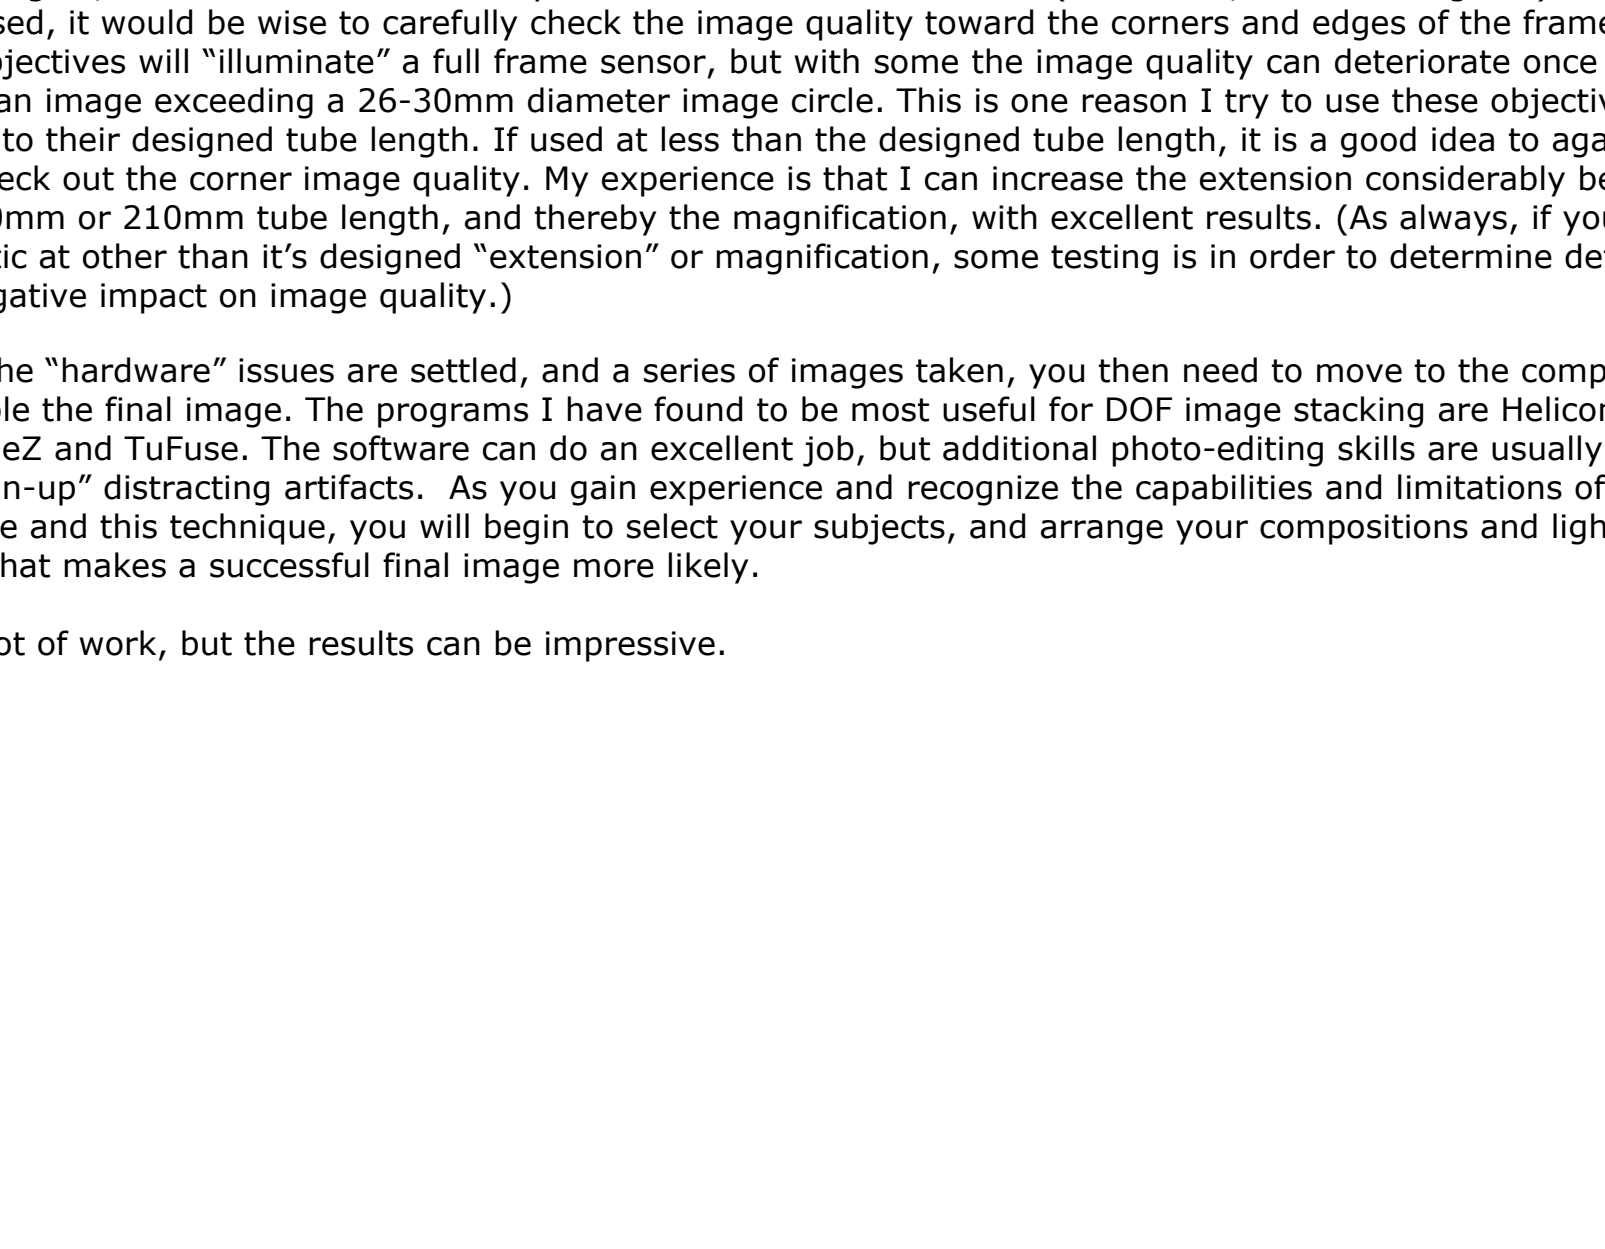 sed, it would be wise to carefully check the image quality toward the corners and edges of the frame
jectives will “illuminate” a full frame sensor, but with some the image quality can deteriorate once
an image exceeding a 26-30mm diameter image circle. This is one reason I try to use these objectiv
to their designed tube length. If used at less than the designed tube length, it is a good idea to aga
eck out the corner image quality. My experience is that I can increase the extension considerably be
0mm or 210mm tube length, and thereby the magnification, with excellent results. (As always, if you
tic at other than it’s designed “extension” or magnification, some testing is in order to determine de
gative impact on image quality.)
he “hardware” issues are settled, and a series of images taken, you then need to move to the comp
ble the final image. The programs I have found to be most useful for DOF image stacking are Helicon
eZ and TuFuse. The software can do an excellent job, but additional photo-editing skills are usually
n-up” distracting artifacts.  As you gain experience and recognize the capabilities and limitations of
e and this technique, you will begin to select your subjects, and arrange your compositions and ligh
hat makes a successful final image more likely.
ot of work, but the results can be impressive.